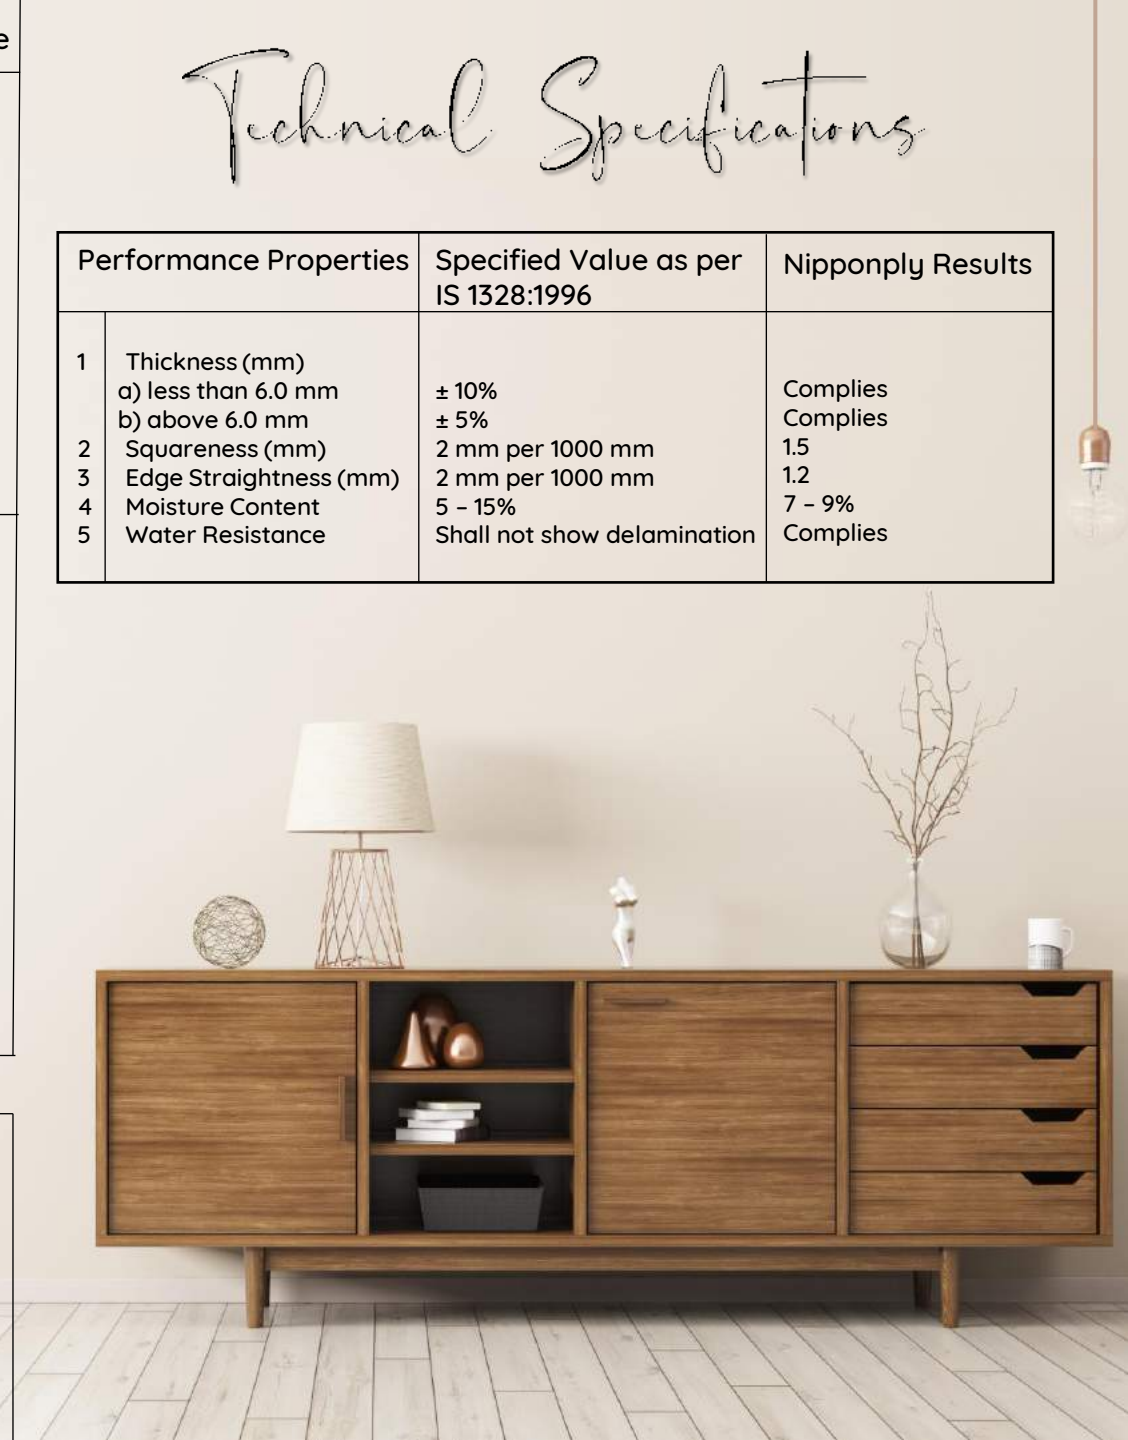 e
Technical Specifications
Performance Properties Specified Value as per IS 1328:1996 Nipponply Results
1 Thickness (mm)
a) less than 6.0 mm ± 10% Complies
b) above 6.0 mm ± 5% Complies
2 Squareness (mm) 2 mm per 1000 mm 1.5
3 Edge Straightness (mm) 2 mm per 1000 mm 1.2
4 Moisture Content 5 – 15% 7 – 9%
5 Water Resistance Shall not show delamination Complies